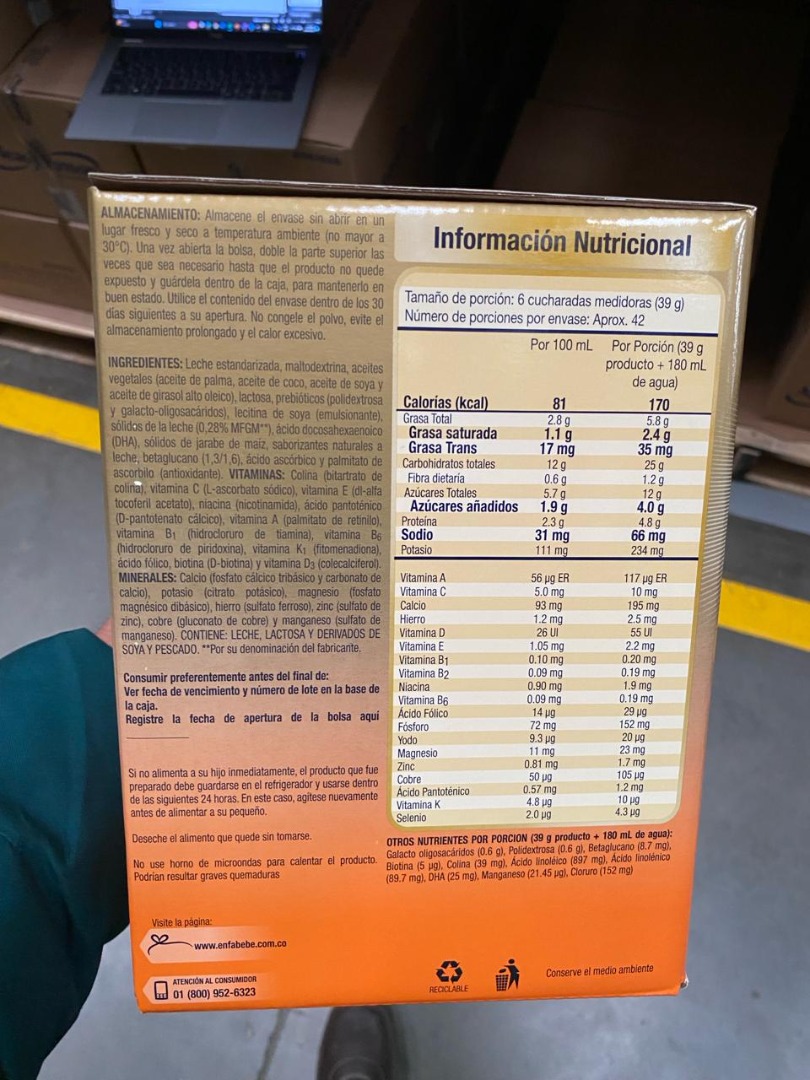 ALMACENAMIENTO: Almacene el envase sin abrir en un
lugar fresco y seco a temperatura ambiente (no mayor a
30°C). Una vez abierta la bolsa, doble la parte superior las
veces que sea necesario hasta que el producto no quede
expuesto y guárdela dentro de la caja, para mantenerlo en
buen estado. Utilice el contenido del envase dentro de los 30
días siguientes a su apertura. No congele el polvo, evite el
almacenamiento prolongado y el calor excesivo.
INGREDIENTES: Leche estandarizada, maltodextrina, aceites
vegetales (aceite de palma, aceite de coco, aceite de soya y
aceite de girasol alto oleico), lactosa, prebióticos (polidextrosa
y galacto-oligosacáridos), lecitina de soya (emulsionante),
sólidos de la leche (0,28% MFGM**), ácido docosahexaenoico
(DHA), sólidos de jarabe de maíz, saborizantes naturales a
leche, betaglucano (1,3/1,6), ácido ascórbico y palmitato de
ascorbilo (antioxidante). VITAMINAS: Colina (bitartrato de
colina), vitamina C (L-ascorbato sódico), vitamina E (dl-alfa
tocoferil acetato), niacina (nicotinamida), ácido pantoténico
(D-pantotenato cálcico), vitamina A (palmitato de retinilo),
vitamina B1 (hidrocloruro de tiamina), vitamina B6
(hidrocloruro de piridoxina), vitamina K1 (fitomenadiona),
ácido fólico, biotina (D-biotina) y vitamina D3 (colecalciferol).
MINERALES: Calcio (fosfato cálcico tribásico y carbonato de
calcio), potasio (citrato potásico), magnesio (fosfato
magnésico dibásico), hierro (sulfato ferroso), zinc (sulfato de
zinc), cobre (gluconato de cobre) y manganeso (sulfato de
manganeso). CONTIENE: LECHE, LACTOSA Y DERIVADOS DE
SOYA Y PESCADO. **Por su denominación del fabricante.
Consumir preferentemente antes del final de:
Ver fecha de vencimiento y número de lote en la base de
la caja.
Registre la fecha de apertura de la bolsa aquí
Si no alimenta a su hijo inmediatamente, el producto que fue
preparado debe guardarse en el refrigerador y usarse dentro
de las siguientes 24 horas. En este caso, agítese nuevamente
antes de alimentar a su pequeño.
Deseche el alimento que quede sin tomarse.
No use horno de microondas para calentar el producto.
Podrían resultar graves quemaduras
Visite la página:
www.enfabebe.com.co
ATENCIÓN AL CONSUMIDOR
01 (800) 952-6323
Información Nutricional
Tamaño de porción: 6 cucharadas medidoras (39 g)
Número de porciones por envase: Aprox. 42
Por 100 mL Por Porción (39 g
producto + 180 mL
de agua)
Calorías (kcal) 81 170
Grasa Total 2.8 g 5.8 g
Grasa saturada 1.1 g 2.4 g
Grasa Trans 17 mg 35 mg
Carbohidratos totales 12 g 25 g
Fibra dietaría 0.6 g 1.2 g
Azúcares Totales 5.7 g 12 g
Azúcares añadidos 1.9 g 4.0 g
Proteína 2.3 g 4.8 g
Sodio 31 mg 66 mg
Potasio 111 mg 234 mg
Vitamina A 56 µg ER 117 µg ER
Vitamina C 5.0 mg 10 mg
Calcio 93 mg 195 mg
Hierro 1.2 mg 2.5 mg
Vitamina D 26 UI 55 UI
Vitamina E 1.05 mg 2.2 mg
Vitamina B1 0.10 mg 0.20 mg
Vitamina B2 0.09 mg 0.19 mg
Niacina 0.90 mg 1.9 mg
Vitamina B6 0.09 mg 0.19 mg
Ácido Fólico 14 µg 29 µg
Fósforo 72 mg 152 mg
Yodo 9.3 µg 20 µg
Magnesio 11 mg 23 mg
Zinc 0.81 mg 1.7 mg
Cobre 50 µg 105 µg
Ácido Pantoténico 0.57 mg 1.2 mg
Vitamina K 4.8 µg 10 µg
Selenio 2.0 µg 4.3 µg
OTROS NUTRIENTES POR PORCION (39 g producto + 180 mL de agua):
Galacto oligosacáridos (0.6 g), Polidextrosa (0.6 g), Betaglucano (8.7 mg),
Biotina (5 µg), Colina (39 mg), Ácido linoléico (897 mg), Ácido linolénico
(89.7 mg), DHA (25 mg), Manganeso (21.45 µg), Cloruro (152 mg)
RECICLABLE
Conserve el medio ambiente